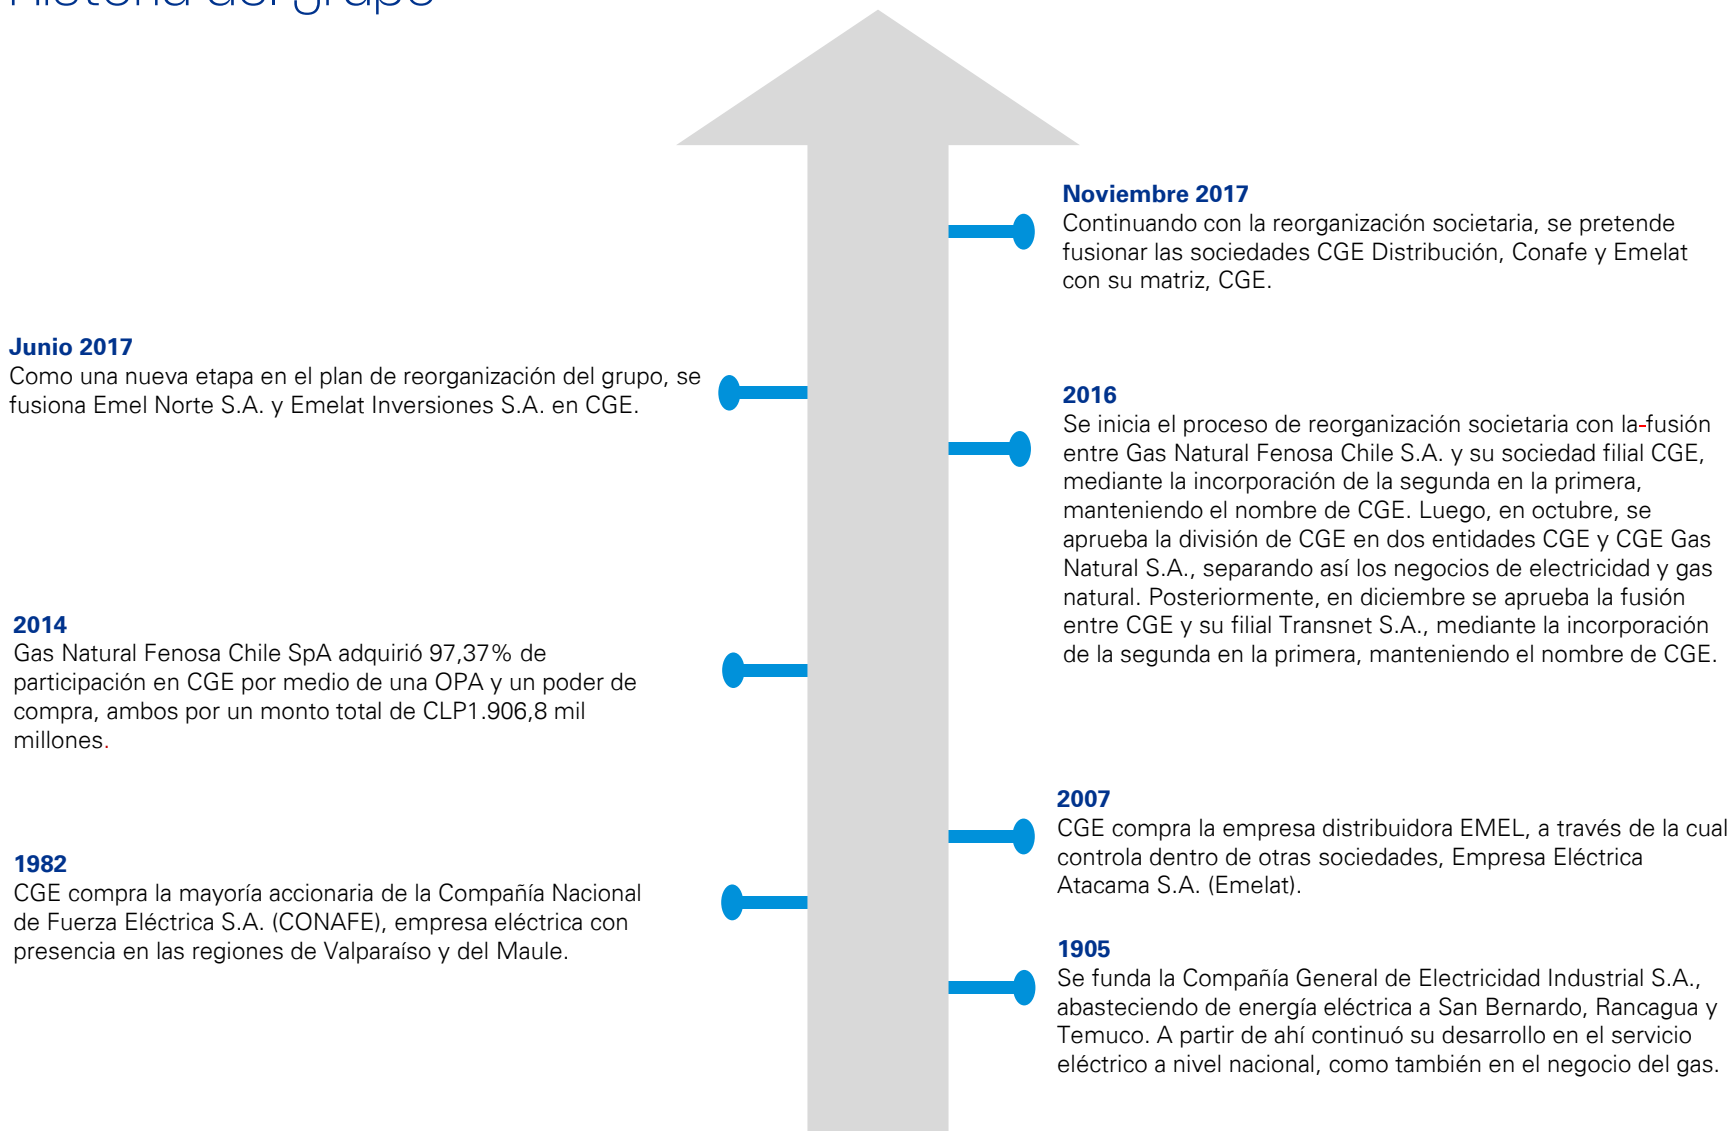 Historia del grupo
Noviembre 2017
Continuando con la reorganización societaria, se pretende
fusionar las sociedades CGE Distribución, Conafe y Emelat
con su matriz, CGE.
Junio 2017
Como una nueva etapa en el plan de reorganización del grupo, se
fusiona Emel Norte S.A. y Emelat Inversiones S.A. en CGE.
2016
Se inicia el proceso de reorganización societaria con la-fusión
entre Gas Natural Fenosa Chile S.A. y su sociedad filial CGE,
mediante la incorporación de la segunda en la primera,
manteniendo el nombre de CGE. Luego, en octubre, se
aprueba la división de CGE en dos entidades CGE y CGE Gas
Natural S.A., separando así los negocios de electricidad y gas
natural. Posteriormente, en diciembre se aprueba la fusión
entre CGE y su filial Transnet S.A., mediante la incorporación
de la segunda en la primera, manteniendo el nombre de CGE.
2014
Gas Natural Fenosa Chile SpA adquirió 97,37% de
participación en CGE por medio de una OPA y un poder de
compra, ambos por un monto total de CLP1.906,8 mil
millones.
2007
CGE compra la empresa distribuidora EMEL, a través de la cual
controla dentro de otras sociedades, Empresa Eléctrica
Atacama S.A. (Emelat).
1982
CGE compra la mayoría accionaria de la Compañía Nacional
de Fuerza Eléctrica S.A. (CONAFE), empresa eléctrica con
presencia en las regiones de Valparaíso y del Maule.
1905
Se funda la Compañía General de Electricidad Industrial S.A.,
abasteciendo de energía eléctrica a San Bernardo, Rancagua y
Temuco. A partir de ahí continuó su desarrollo en el servicio
eléctrico a nivel nacional, como también en el negocio del gas.